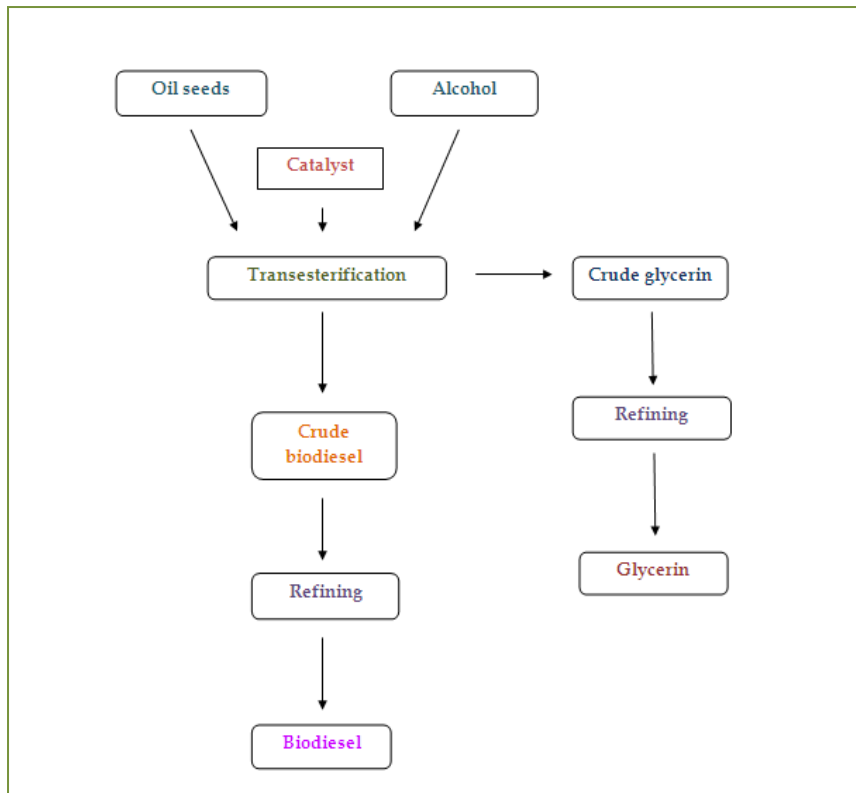 Oil seeds
Alcohol
Catalyst
Transesterification
Crude glycerin
Crude
biodiesel
Refining
Refining
Glycerin
Biodiesel